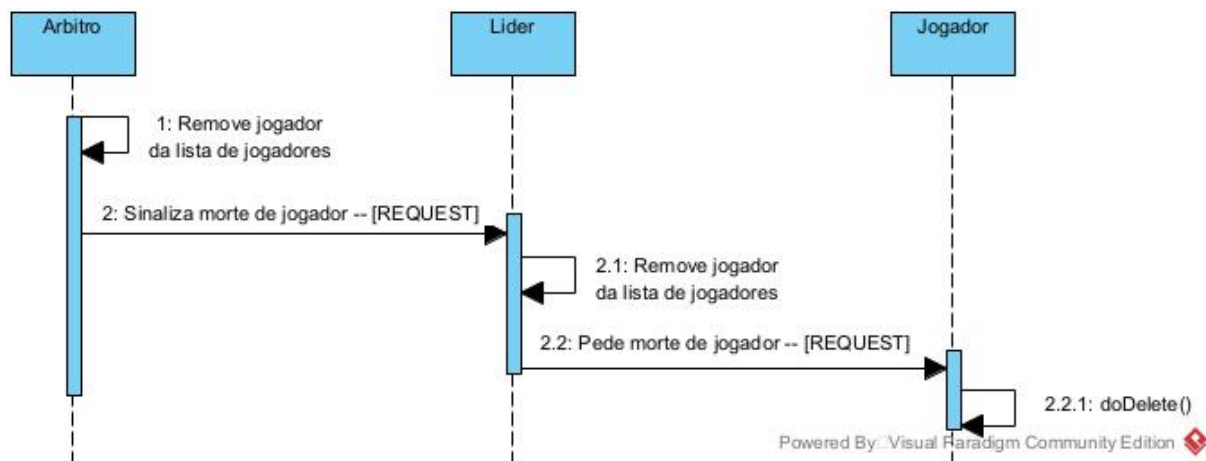 Arbitro
Lider
Jogador
1: Remove jogador
da lista de jogadores
2: Sinaliza morte de jogador -- [REQUEST]
2.1: Remove jogador
da lista de jogadores
2.2: Pede morte de jogador -- [REQUEST]
2.2.1: doDelete()
Powered By Visual Paradigm Community Edition